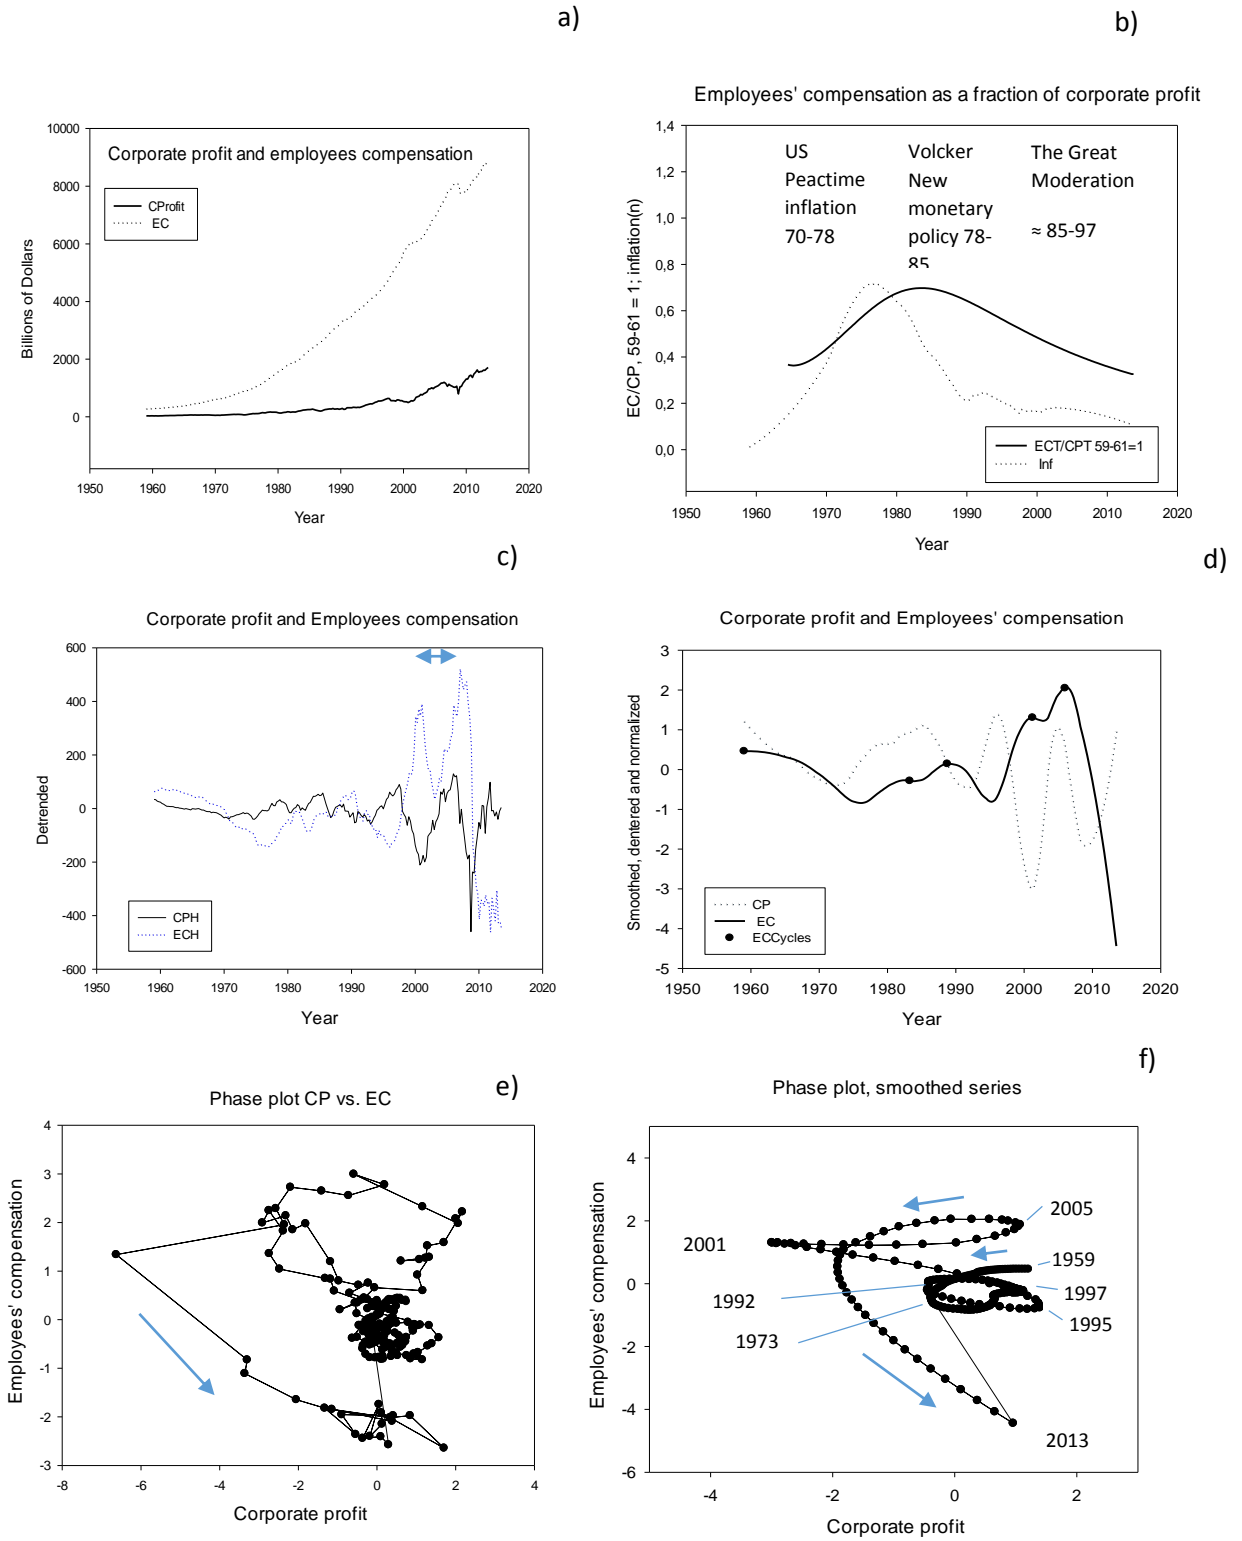 a)
b)
Employees' compensation as a fraction of corporate profit
10000
8000
6000
4000
2000
0
Billions of Dollars
Corporate profit and employees compensation
CProfit
EC
1950 1960 1970 1980 1990 2000 2010 2020
Year
1,4
1,2
1,0
0,8
0,6
0,4
0,2
0,0
EC/CP, 59-61 = 1; inflation(n)
US
Peactime
inflation
70-78
Volcker
New
monetary
policy 78-
85
The Great
Moderation
≈ 85-97
ECT/CPT 59-61=1
Inf
1950 1960 1970 1980 1990 2000 2010 2020
Year
c)
d)
Corporate profit and Employees compensation
600
400
200
0
-200
-400
-600
Detrended
CPH
ECH
1950 1960 1970 1980 1990 2000 2010 2020
Year
Corporate profit and Employees' compensation
3
2
1
0
-1
-2
-3
-4
-5
Smoothed, dentered and normalized
CP
EC
ECCycles
1950 1960 1970 1980 1990 2000 2010 2020
Year
e)
f)
Phase plot CP vs. EC
4
3
2
1
0
-1
-2
-3
Employees' compensation
-8 -6 -4 -2 0 2 4
Corporate profit
Phase plot, smoothed series
4
2
0
-2
-4
-6
Employees' compensation
2005
2001
1959
1992
1997
1973
1995
2013
-4 -2 0 2
Corporate profit